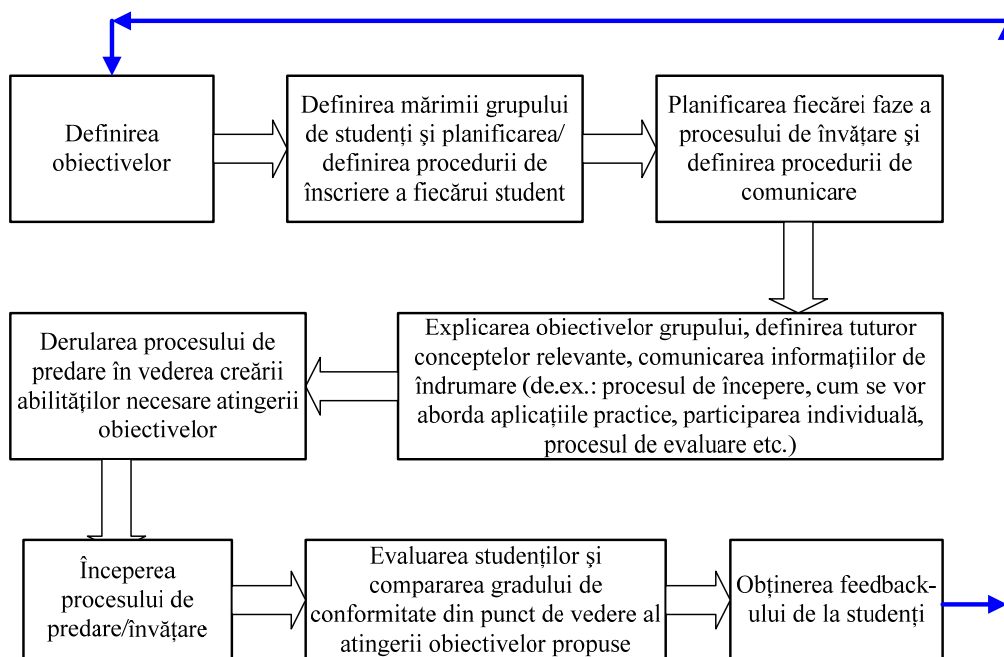 Definirea
obiectivelor
Definirea mărimii grupului
de studenți şi planificarea/
definirea procedurii de
înscriere a fiecărui student
Planificarea fiecărei faze a
procesului de învățare şi
definirea procedurii de
comunicare
Explicarea obiectivelor grupului, definirea tuturor
conceptelor relevante, comunicarea informațiilor de
îndrumare (de.ex.: procesul de începere, cum se vor
aborda aplicațiile practice, participarea individuală,
procesul de evaluare etc.)
Derularea procesului de
predare în vederea creării
abilităților necesare atingerii
obiectivelor
Începerea
procesului de
predare/învățare
Evaluarea studenților şi
compararea gradului de
conformitate din punct de vedere al
atingerii obiectivelor propuse
Obținerea feedback-
ului de la studenți